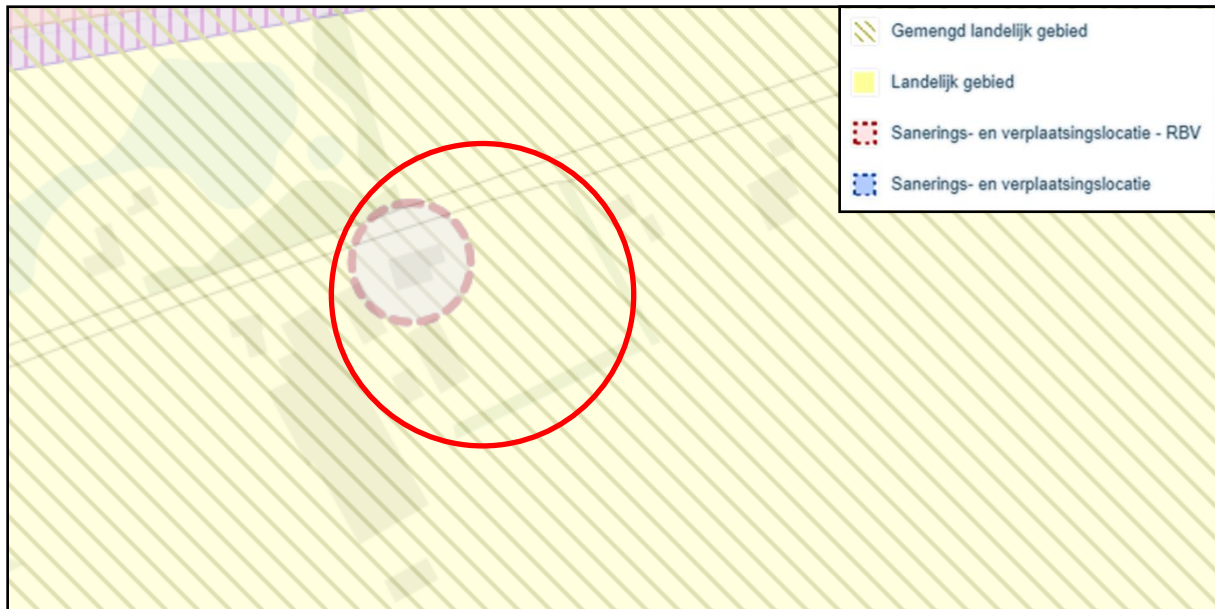 Gemengd landelijk gebied
Landelijk gebied
Sanerings- en verplaatsingslocatie - RBV
Sanerings- en verplaatsingslocatie